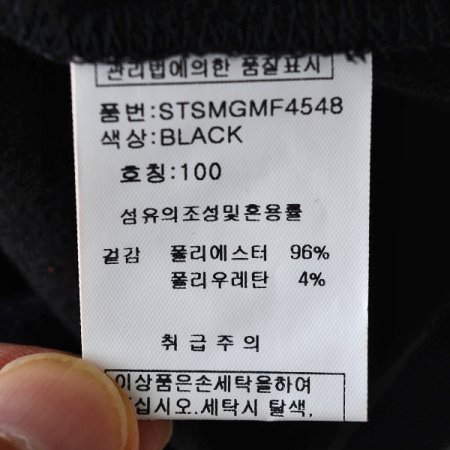 관리법에의한 품질표시
품번:STSMGMF4548
색상:BLACK
호칭:100
섬유의조성및혼용률
겉감 폴리에스터 96%
폴리우레탄 4%
취급주의
이상품은손세탁을하여
십시오.세탁시 탈색,